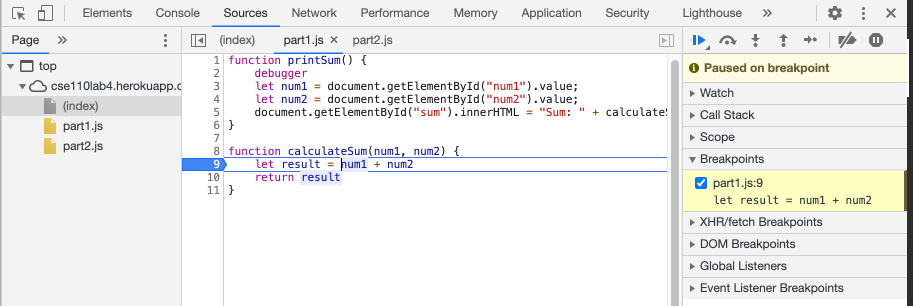 Elements Console Sources Network Performance Memory Application Security Lighthouse »
Page »
(index) part1.js × part2.js
top
cse110lab4.herokuapp.c
(index)
part1.js
part2.js
1 function printSum() {
2 debugger
3 let num1 = document.getElementById("num1").value;
4 let num2 = document.getElementById("num2").value;
5 document.getElementById("sum").innerHTML = "Sum: " + calculateS
6 }
7
8 function calculateSum(num1, num2) {
9 let result = num1 + num2
10 return result
11 }
Paused on breakpoint
Watch
Call Stack
Scope
Breakpoints
part1.js:9
let result = num1 + num2
XHR/fetch Breakpoints
DOM Breakpoints
Global Listeners
Event Listener Breakpoints